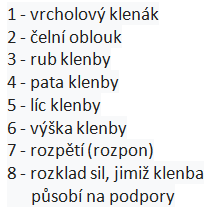 1 - vrcholový klenák
2 - čelní oblouk
3 - rub klenby
4 - pata klenby
5 - líc klenby
6 - výška klenby
7 - rozpětí (rozpon)
8 - rozklad sil, jimiž klenba
působí na podpory